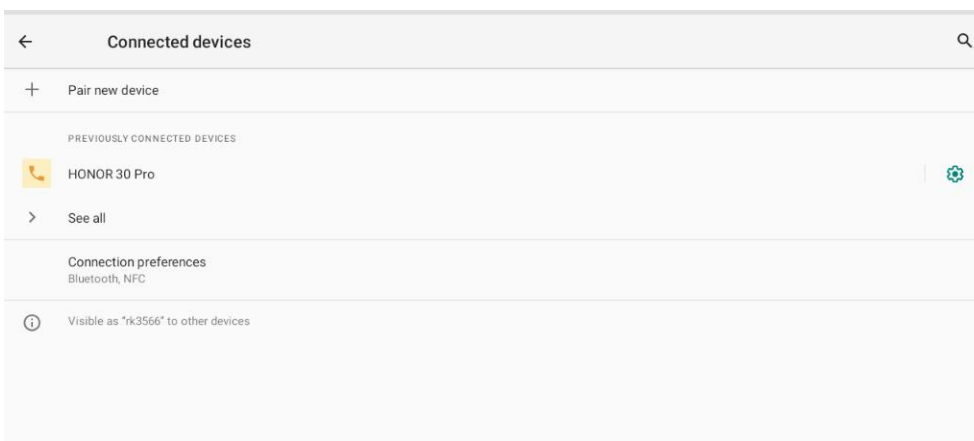 Connected devices
Pair new device
PREVIOUSLY CONNECTED DEVICES
HONOR 30 Pro
See all
Connection preferences
Bluetooth, NFC
Visible as "rk3566" to other devices